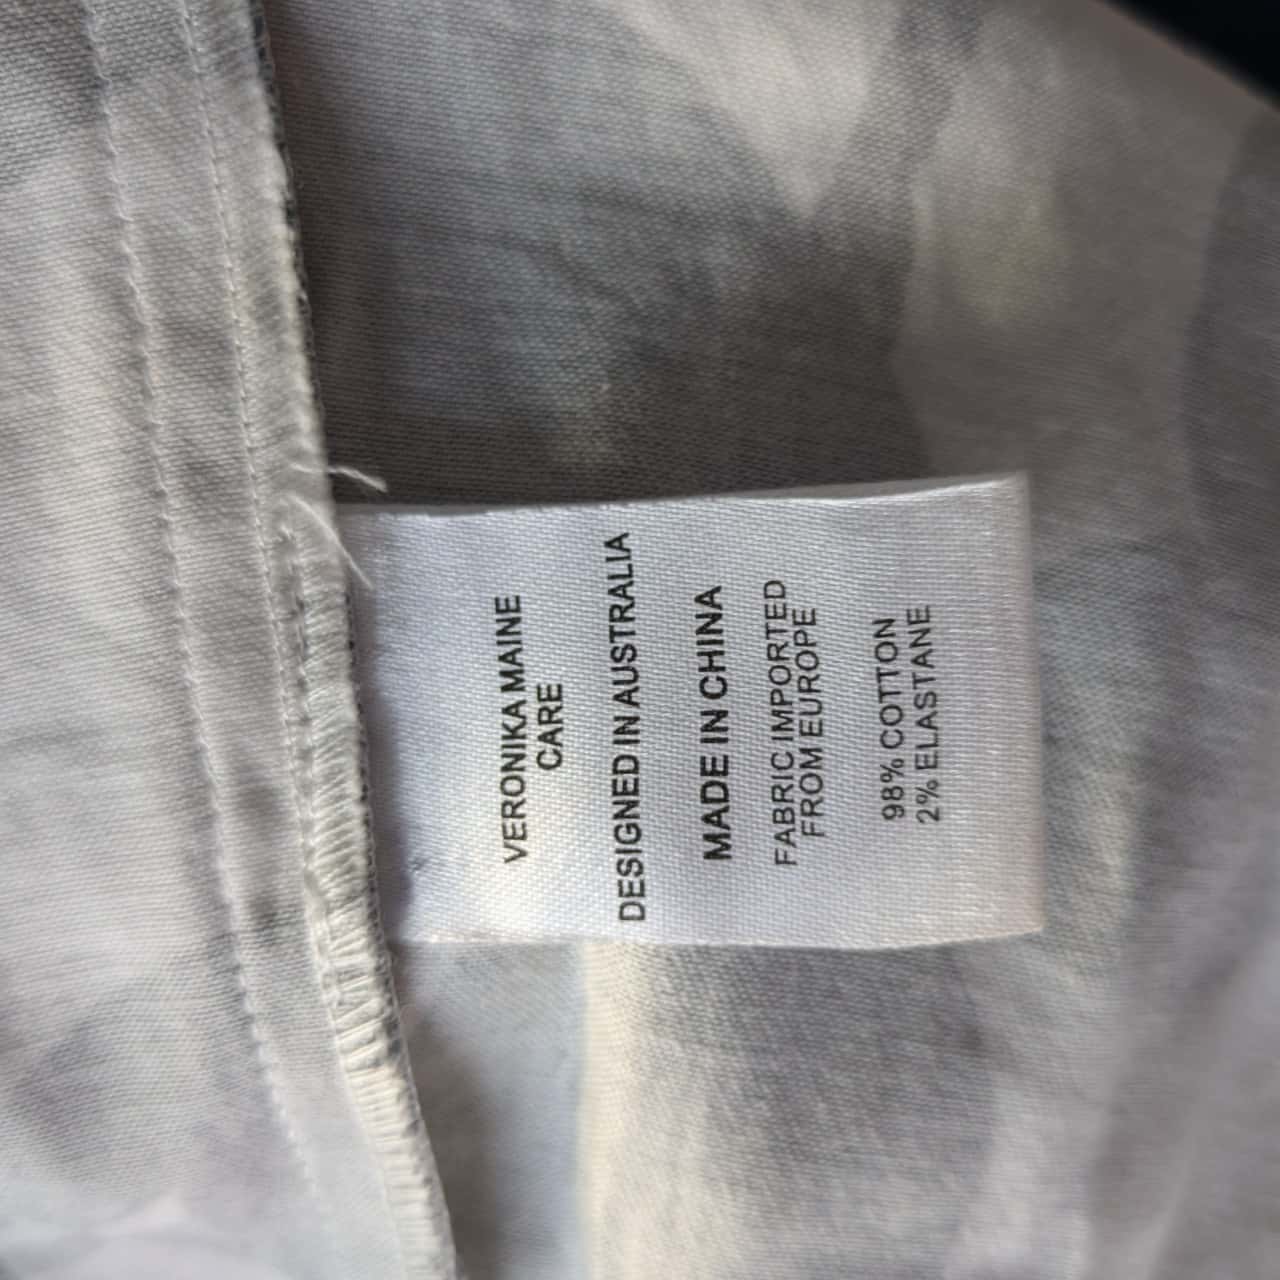 VERONIKA MAINE
CARE
DESIGNED IN AUSTRALIA
MADE IN CHINA
FABRIC IMPORTED
FROM EUROPE
98% COTTON
2% ELASTANE